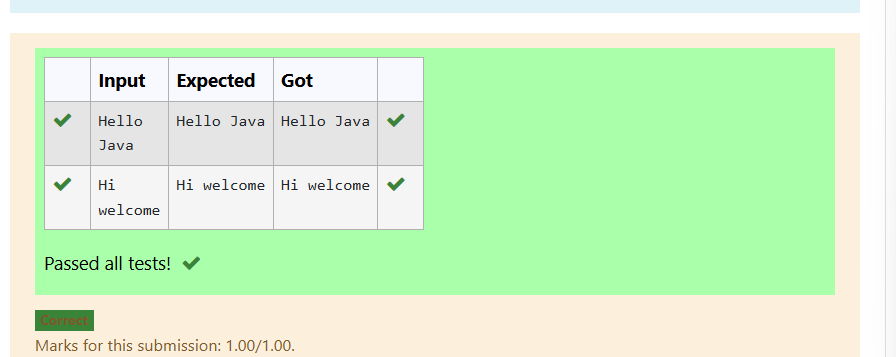 Input Expected Got
Hello Hello Java Hello Java
Java
Hi Hi welcome Hi welcome
welcome
Passed all tests!
Correct
Marks for this submission: 1.00/1.00.